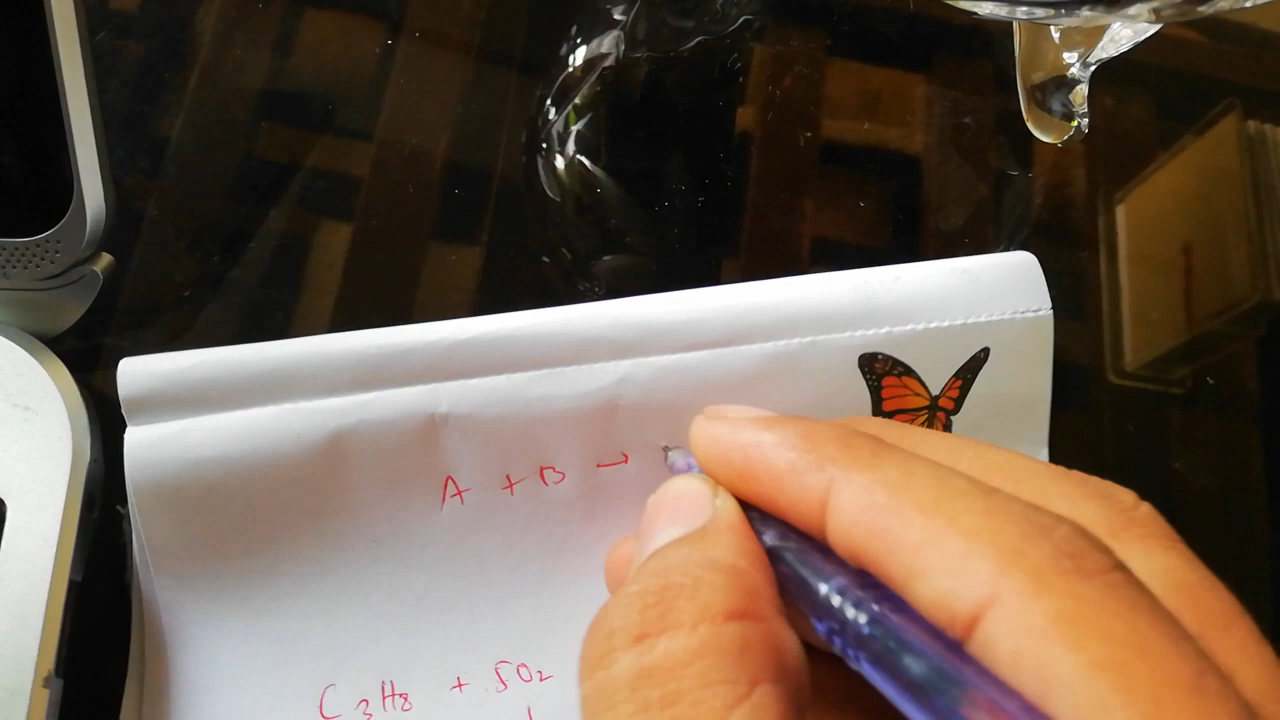 A + B →
C3H8 + 5O2